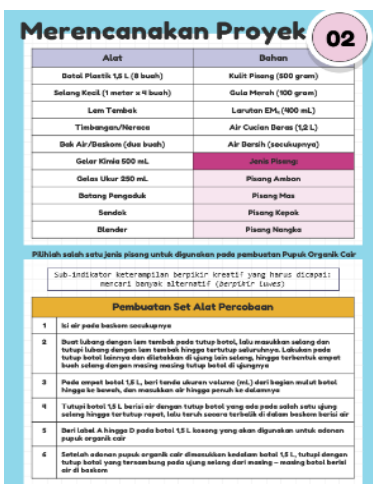 Merencanakan Proyek
02
Alat Bahan
Botol Plastik 1,5 L (8 buah) Kulit Pisang (500 gram)
Selang Kecil (1 meter x 4 buah) Gula Merah (100 gram)
Lem Tembak Larutan EM₄ (400 mL)
Timbangan/Neraca Air Cucian Beras (1,2 L)
Bak Air/Baskom (dua buah) Air Bersih (secukupnya)
Gelar Kimia 500 mL Jenis Pisang:
Gelas Ukur 250 mL Pisang Ambon
Batang Pengaduk Pisang Mas
Sendok Pisang Kepok
Blender Pisang Nangka
Pilihlah salah satu jenis pisang untuk digunakan pada pembuatan Pupuk Organik Cair
Sub-indikator keterampilan berpikir kreatif yang harus dicapai:
mencari banyak alternatif (berpikir luwes)
Pembuatan Set Alat Percobaan
1 Isi air pada baskom secukupnya
2 Buat lubang dengan lem tembak pada tutup botol, lalu masukkan selang dan
tutupi lubang dengan lem tembak hingga tertutup seluruhnya. Lakukan pada
tutup botol lainnya dan diletakkan di ujung lain selang, hingga terbentuk empat
buah selang dengan masing masing tutup botol di ujungnya
3 Pada empat botol 1,5 L, beri tanda ukuran volume (mL) dari bagian mulut botol
hingga ke bawah, dan masukkan air hingga penuh ke dalamnya
4 Tutupi botol 1,5 L berisi air dengan tutup botol yang ada pada salah satu ujung
selang hingga tertutup rapat, lalu taruh secara terbalik di dalam baskom berisi air
5 Beri label A hingga D pada botol 1,5 L kosong yang akan digunakan untuk adonan
pupuk organik cair
6 Setelah adonan pupuk organik cair dimasukkan kedalam botol 1,5 L, tutupi dengan
tutup botol yang tersambung pada ujung selang dari masing – masing botol berisi
air di baskom